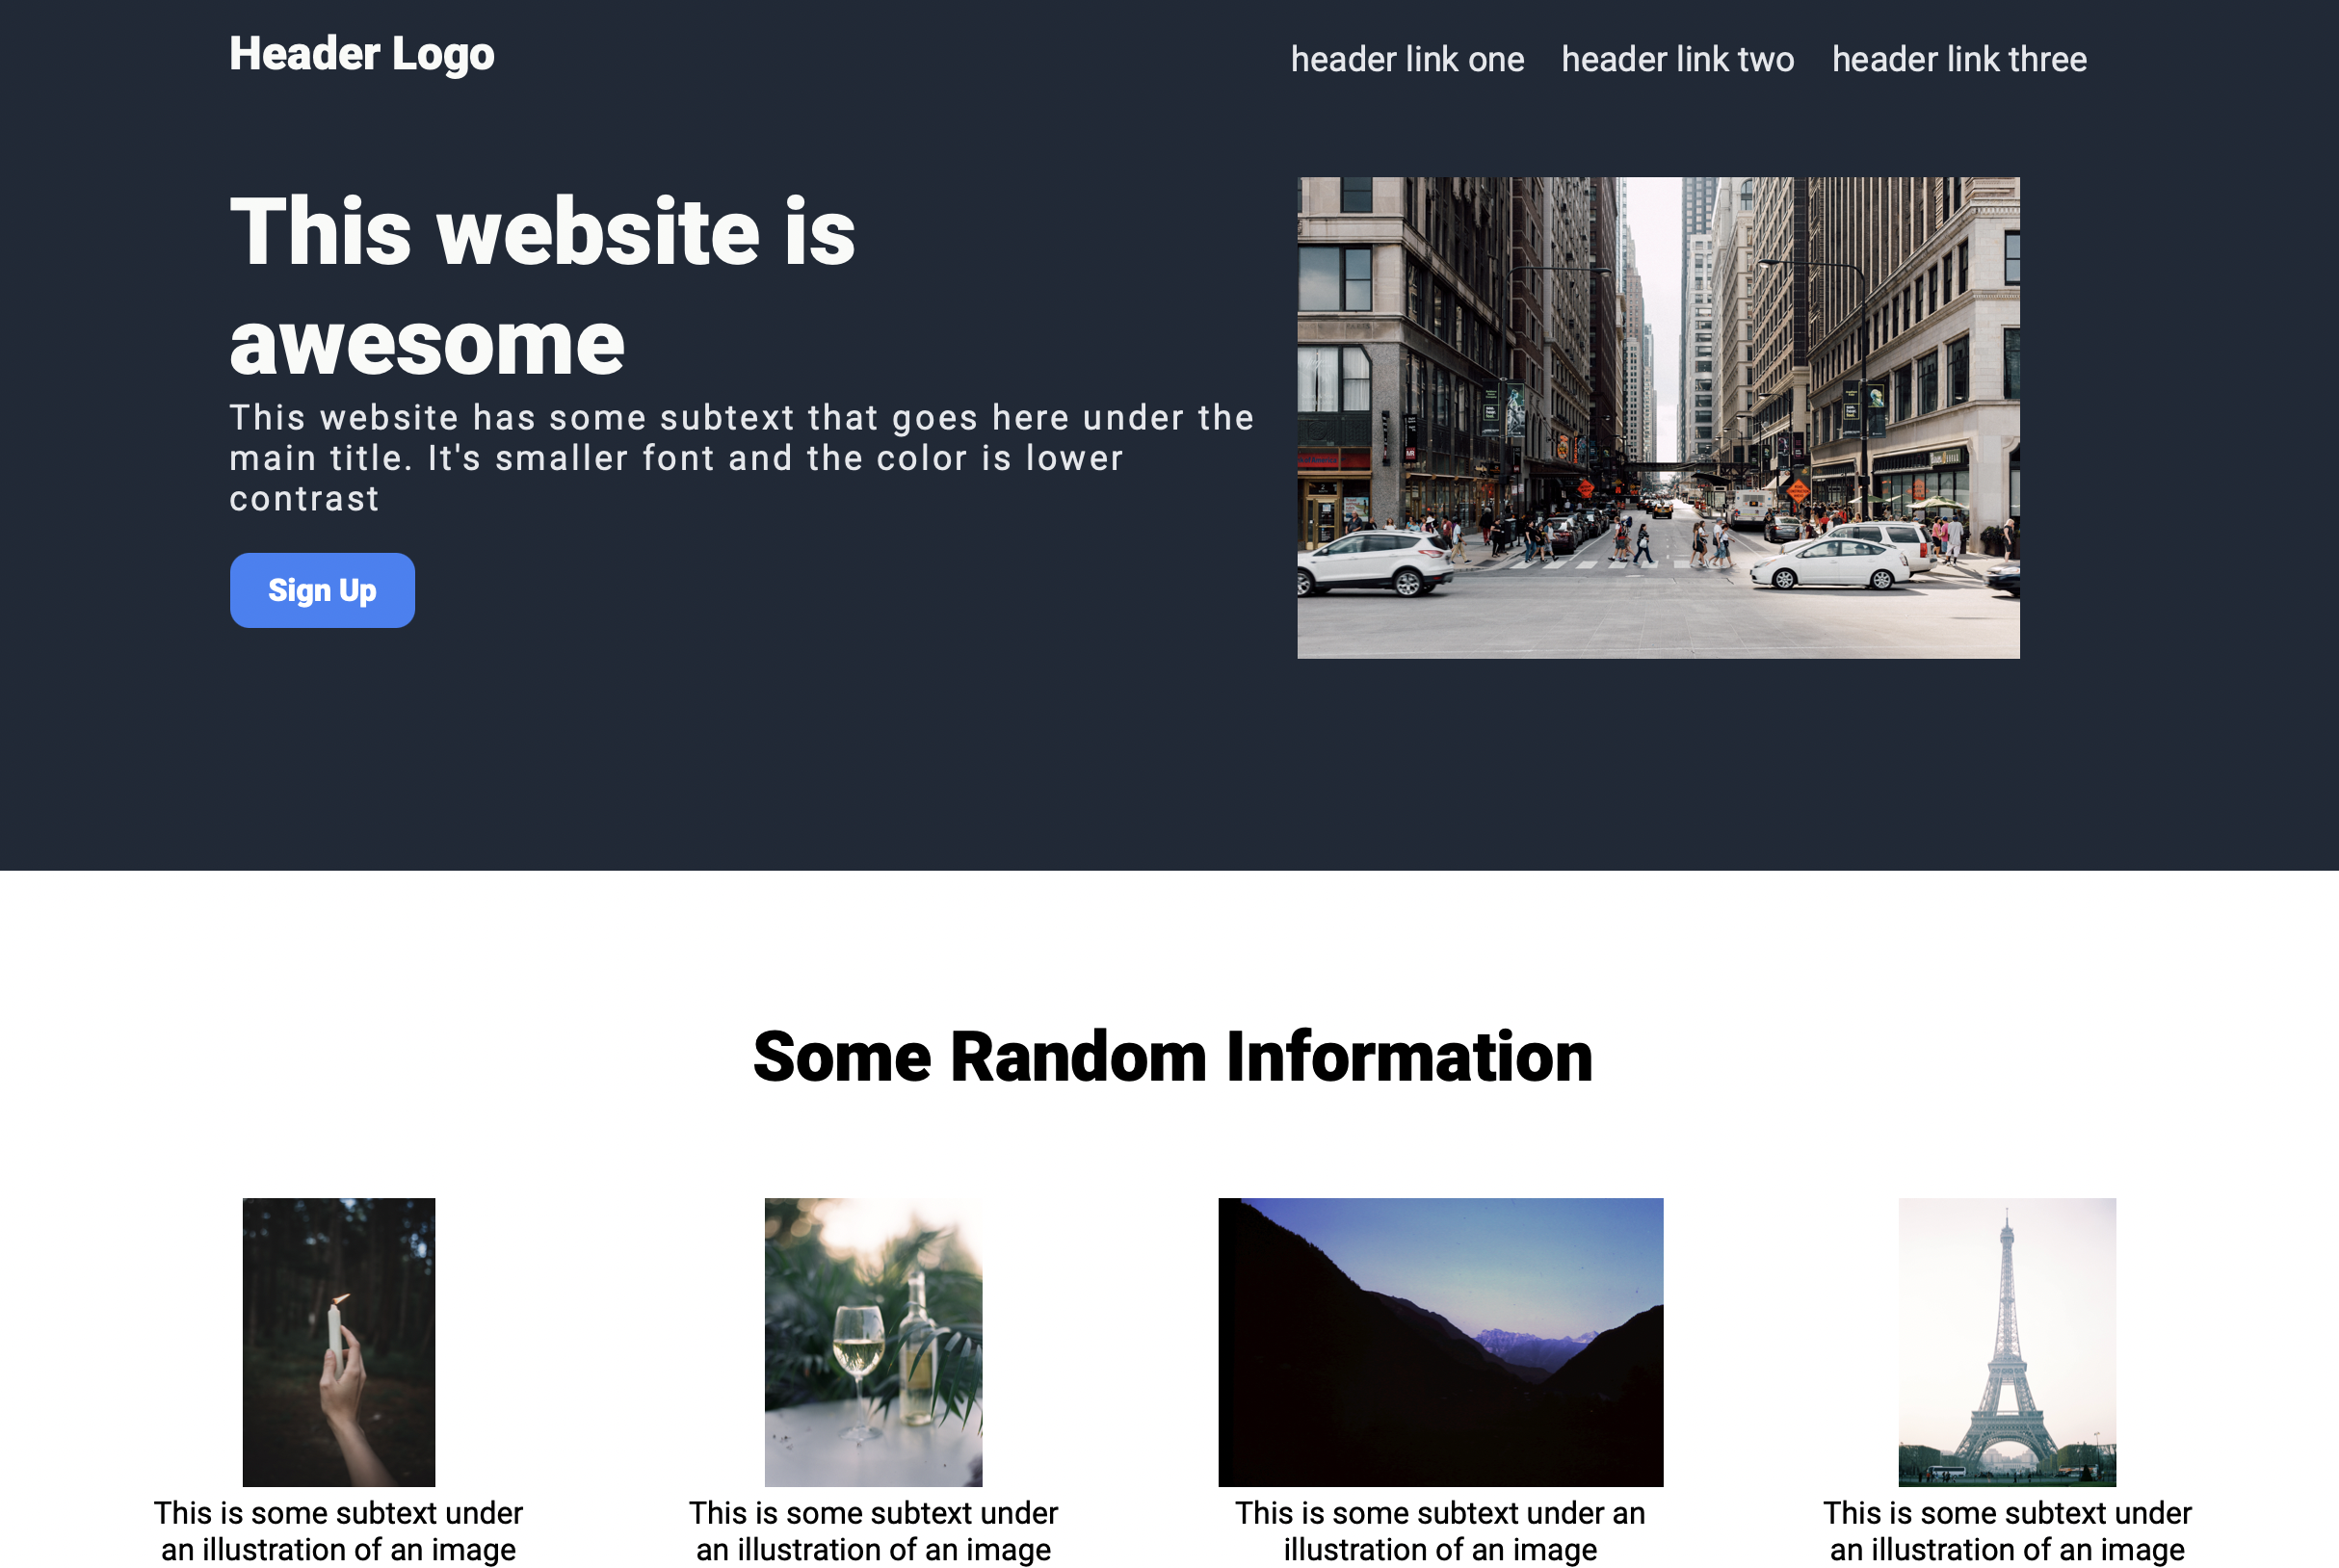 Header Logo
header link one
header link two
header link three
This website is
awesome
This website has some subtext that goes here under the
main title. It's smaller font and the color is lower
contrast
Sign Up
Some Random Information
This is some subtext under
an illustration of an image
This is some subtext under
an illustration of an image
This is some subtext under an
illustration of an image
This is some subtext under
an illustration of an image